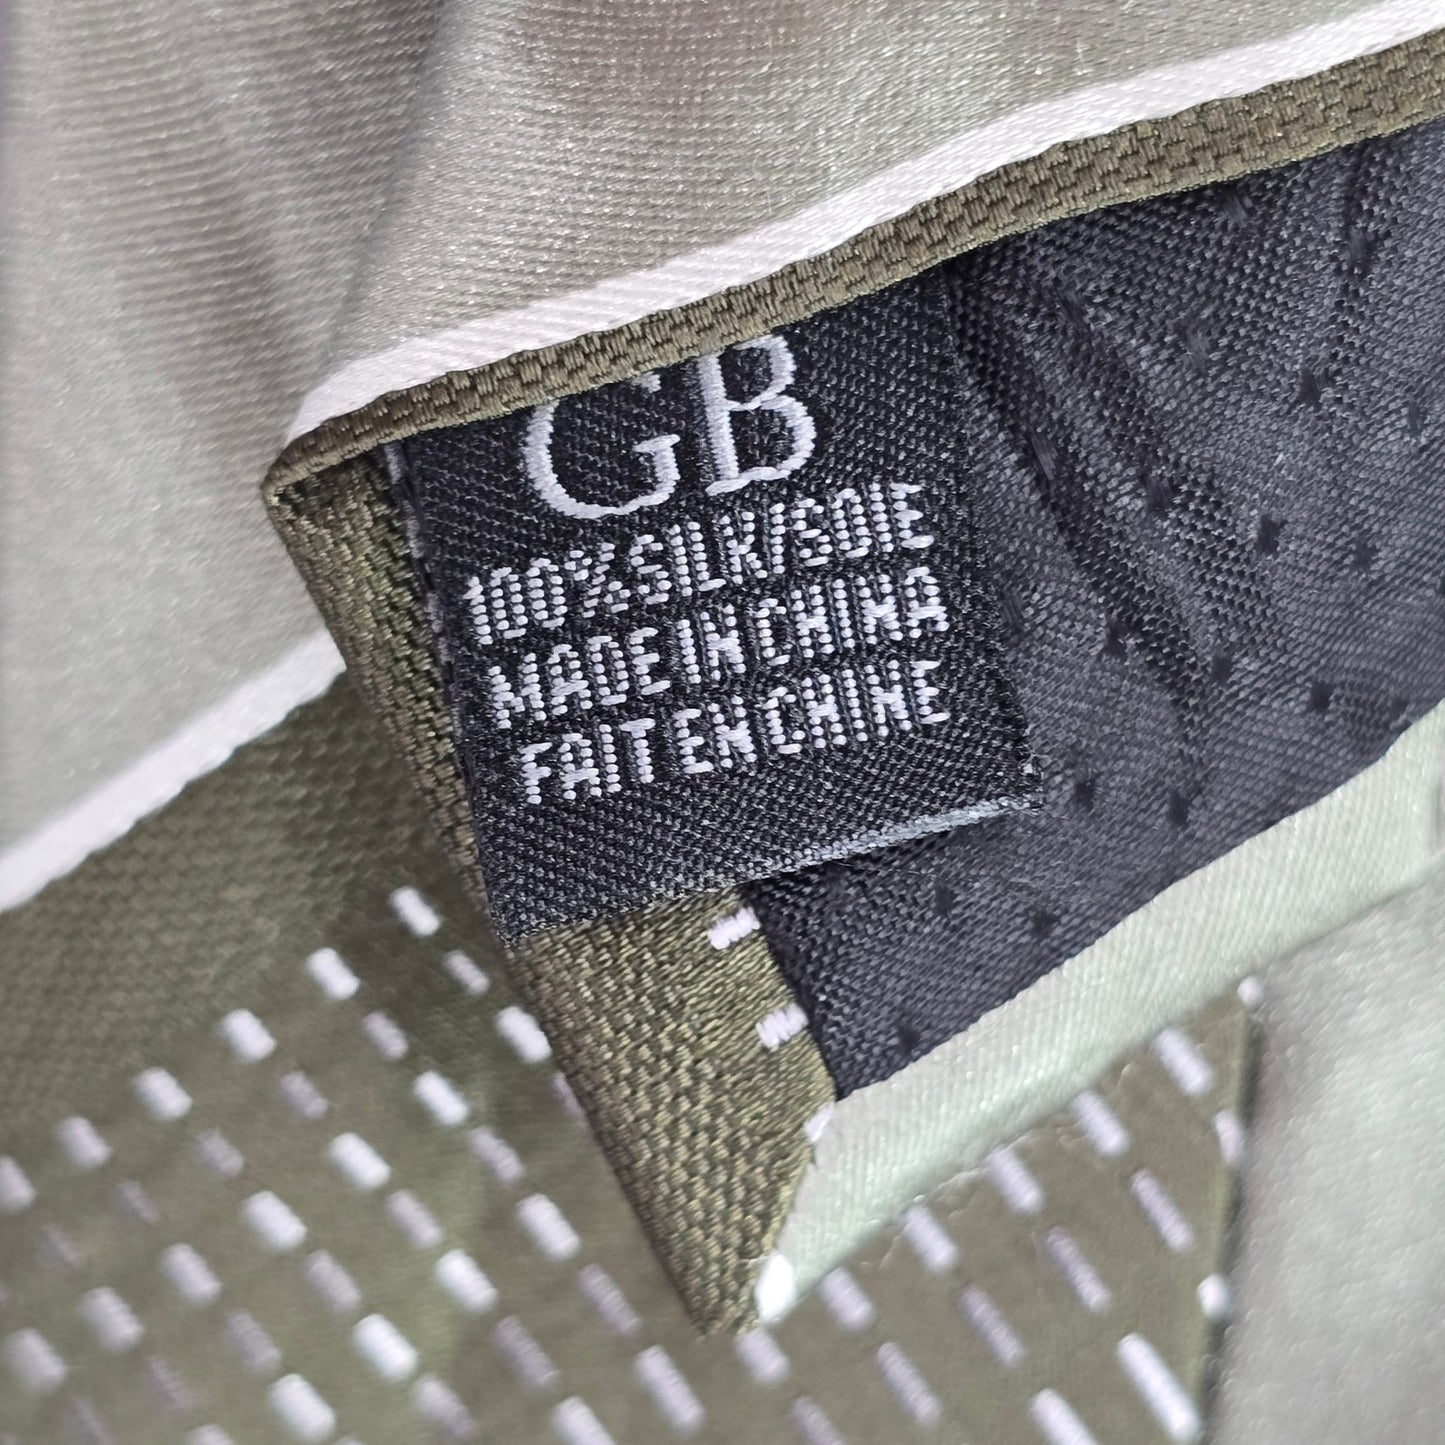 GB
100%SILK/SOIE
MADE IN CHINA
FAIT EN CHINE